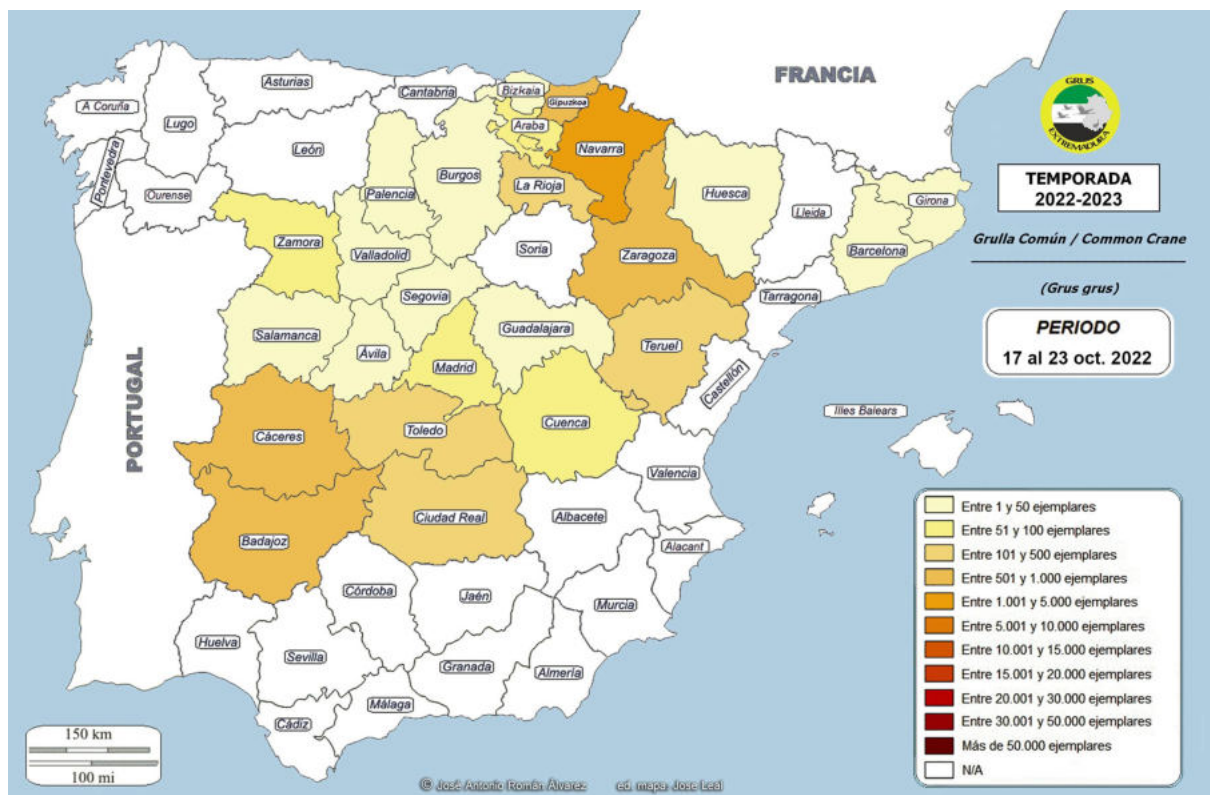 FRANCIA
GRUS
EXTREMADURA
TEMPORADA
2022-2023
Grulla Común / Common Crane
(Grus grus)
PERIODO
17 al 23 oct. 2022
A Coruña
Lugo
Asturias
Cantabria
Bizkaia
Gipuzkoa
Araba
Navarra
Pontevedra
Ourense
León
Palencia
Burgos
La Rioja
Huesca
Lleida
Girona
Barcelona
Zamora
Valladolid
Soria
Zaragoza
Tarragona
Segovia
Salamanca
Ávila
Guadalajara
Madrid
Teruel
Castellón
PORTUGAL
Cáceres
Toledo
Cuenca
Illes Balears
Valencia
Badajoz
Ciudad Real
Albacete
Alacant
Córdoba
Jaén
Murcia
Huelva
Sevilla
Granada
Almería
Málaga
Cádiz
Entre 1 y 50 ejemplares
Entre 51 y 100 ejemplares
Entre 101 y 500 ejemplares
Entre 501 y 1.000 ejemplares
Entre 1.001 y 5.000 ejemplares
Entre 5.001 y 10.000 ejemplares
Entre 10.001 y 15.000 ejemplares
Entre 15.001 y 20.000 ejemplares
Entre 20.001 y 30.000 ejemplares
Entre 30.001 y 50.000 ejemplares
Más de 50.000 ejemplares
N/A
150 km
100 mi
© José Antonio Román Álvarez ed. mapa Jose Leal